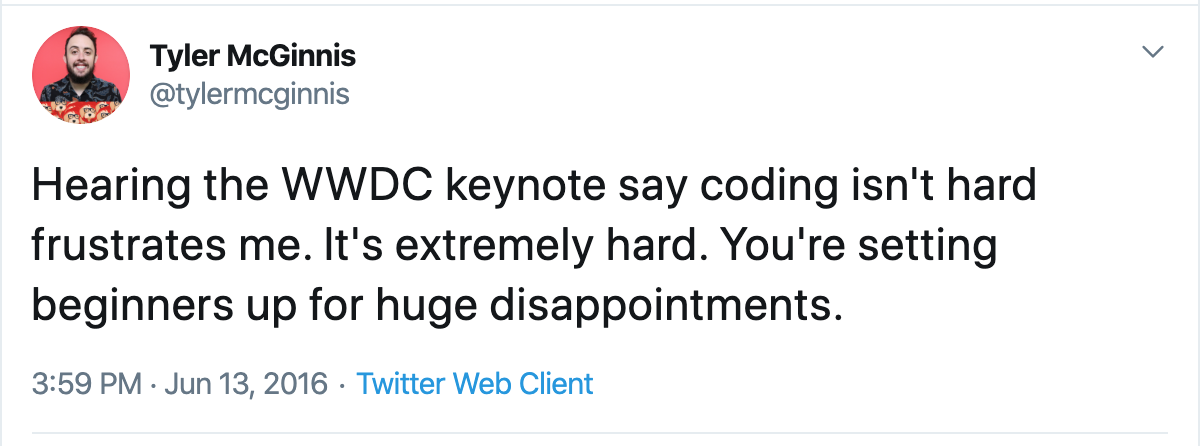 Tyler McGinnis
@tylermcginnis
Hearing the WWDC keynote say coding isn't hard
frustrates me. It's extremely hard. You're setting
beginners up for huge disappointments.
3:59 PM · Jun 13, 2016 · Twitter Web Client